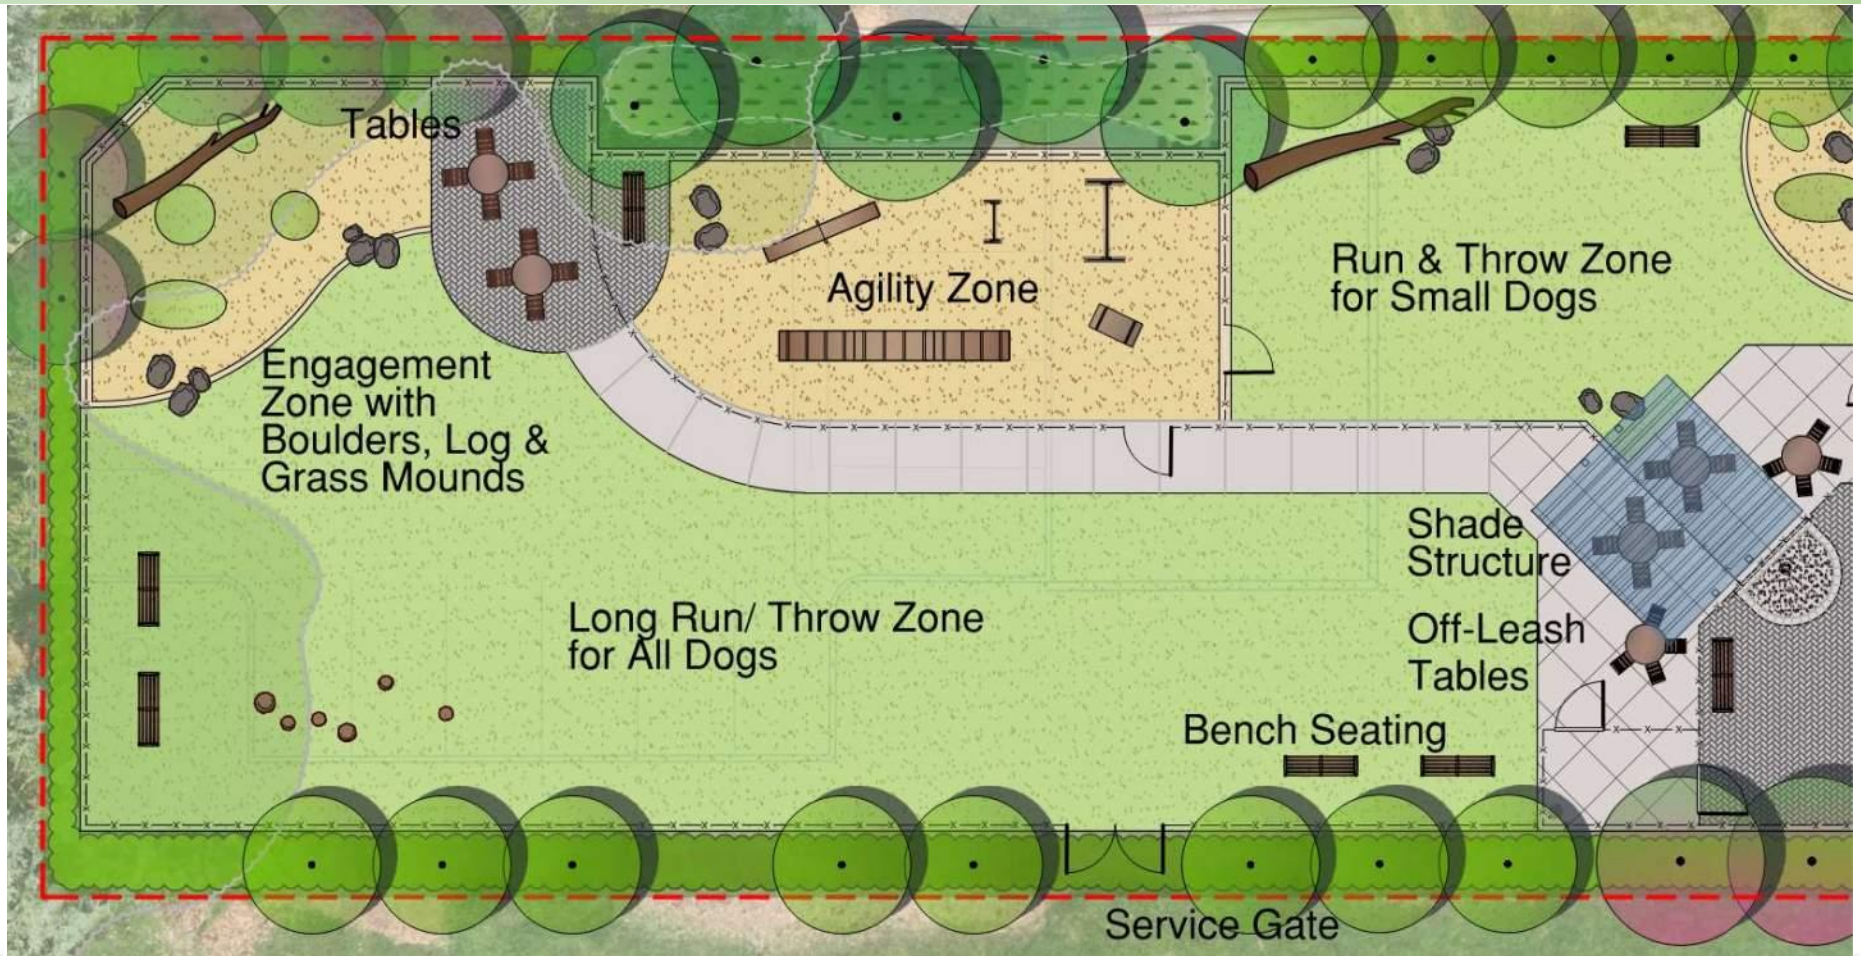 Tables
Agility Zone
Run & Throw Zone
for Small Dogs
Engagement
Zone with
Boulders, Log &
Grass Mounds
Shade
Structure
Long Run/ Throw Zone
for All Dogs
Off-Leash
Tables
Bench Seating
Service Gate